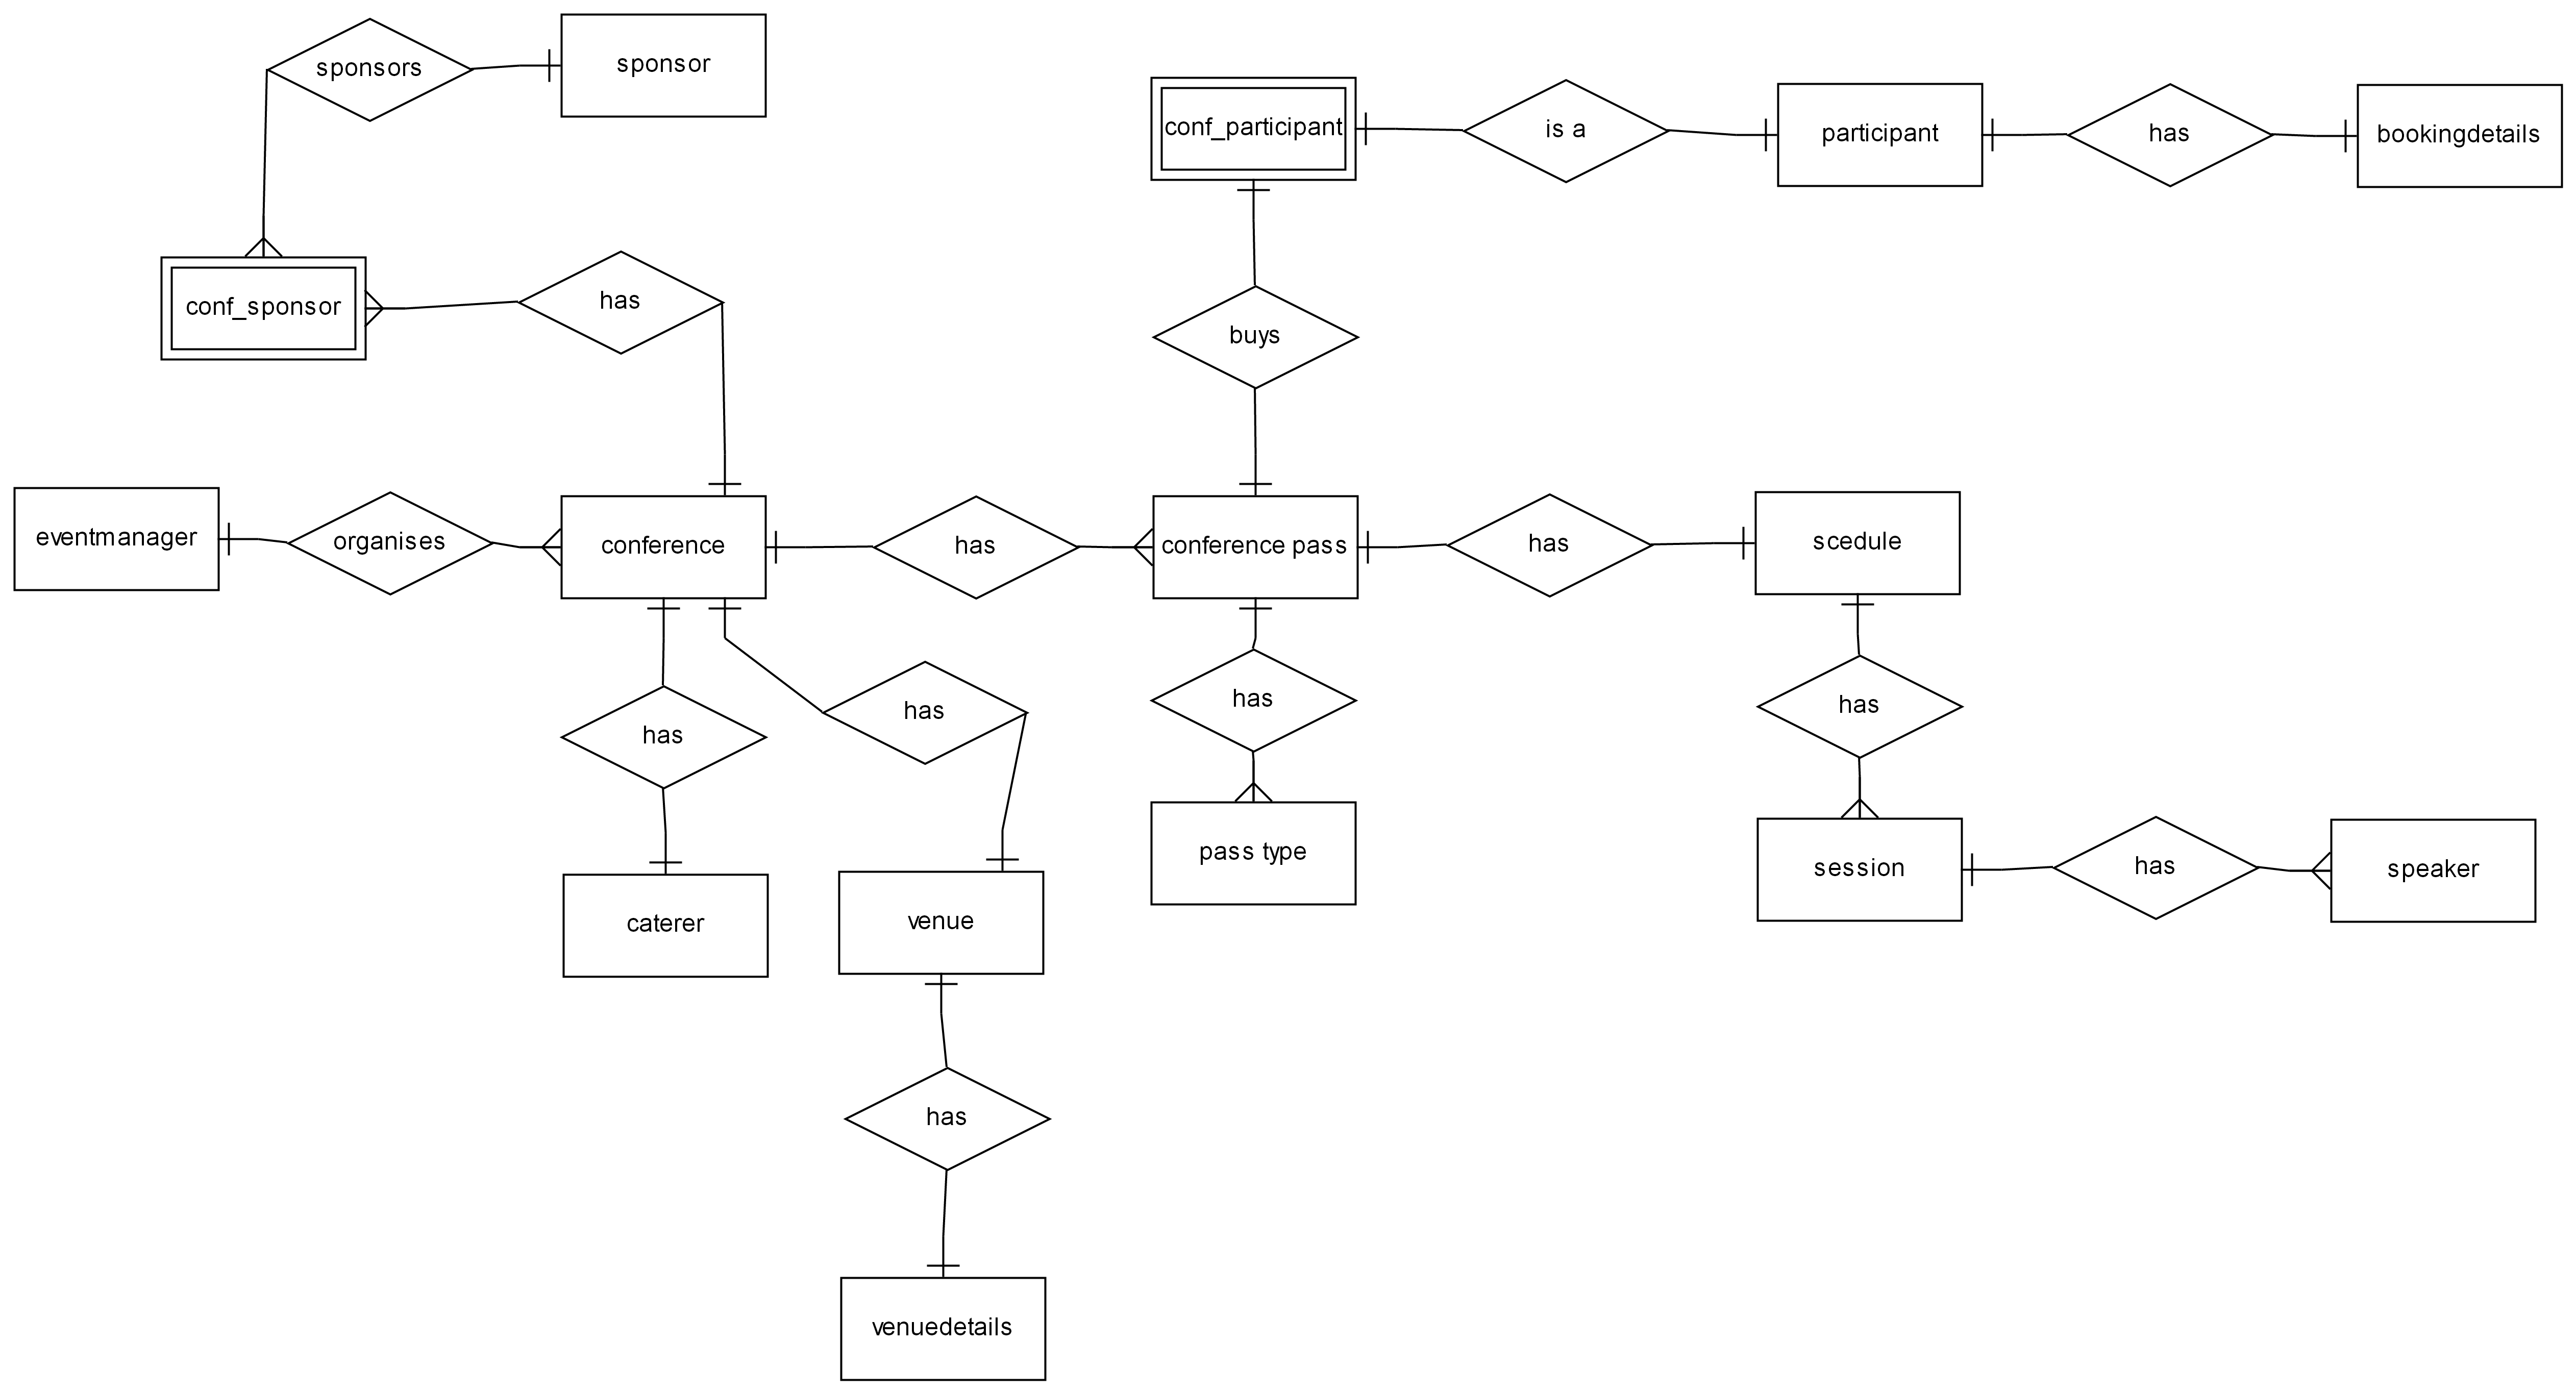 sponsors
sponsor
conf_participant
is a
participant
has
bookingdetails
conf_sponsor
has
buys
eventmanager
organises
conference
has
conference pass
has
scedule
has
has
has
has
caterer
venue
pass type
session
has
speaker
has
venuedetails